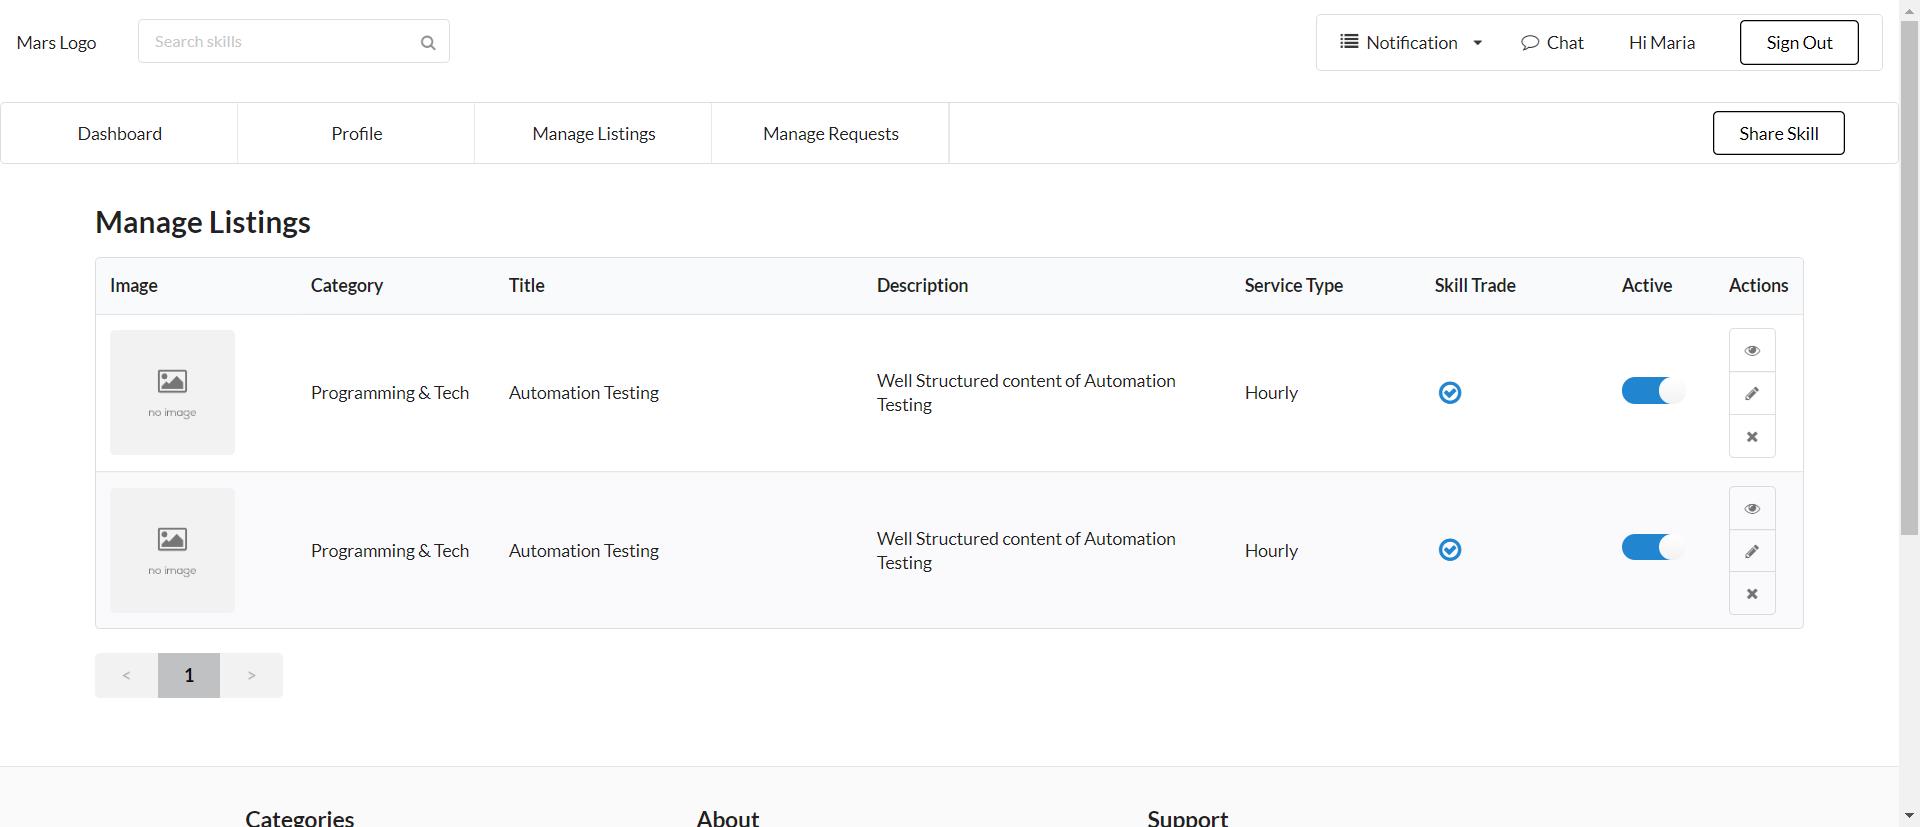 Mars Logo
Search skills
Notification
Chat
Hi Maria
Sign Out
Dashboard
Profile
Manage Listings
Manage Requests
Share Skill
Manage Listings
Image
Category
Title
Description
Service Type
Skill Trade
Active
Actions
no image
Programming & Tech
Automation Testing
Well Structured content of Automation
Testing
Hourly
no image
Programming & Tech
Automation Testing
Well Structured content of Automation
Testing
Hourly
<
1
>
Categories
About
Support